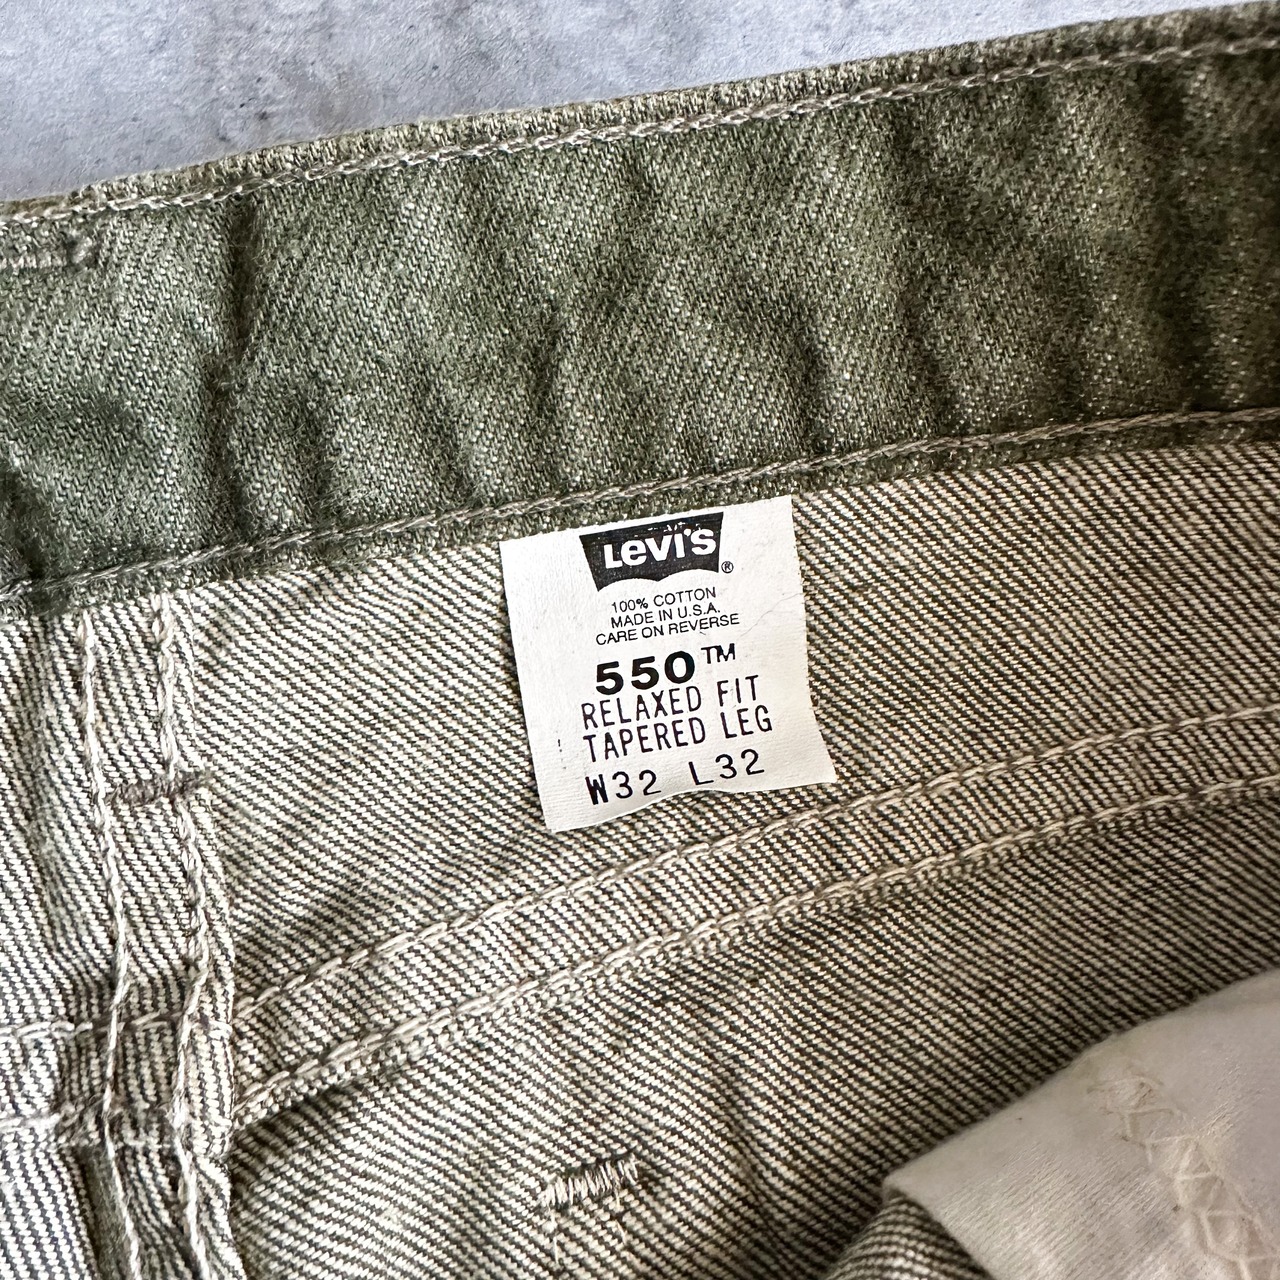 Levi's®
100% COTTON
MADE IN U.S.A.
CARE ON REVERSE
550™
RELAXED FIT
TAPERED LEG
W32 L32